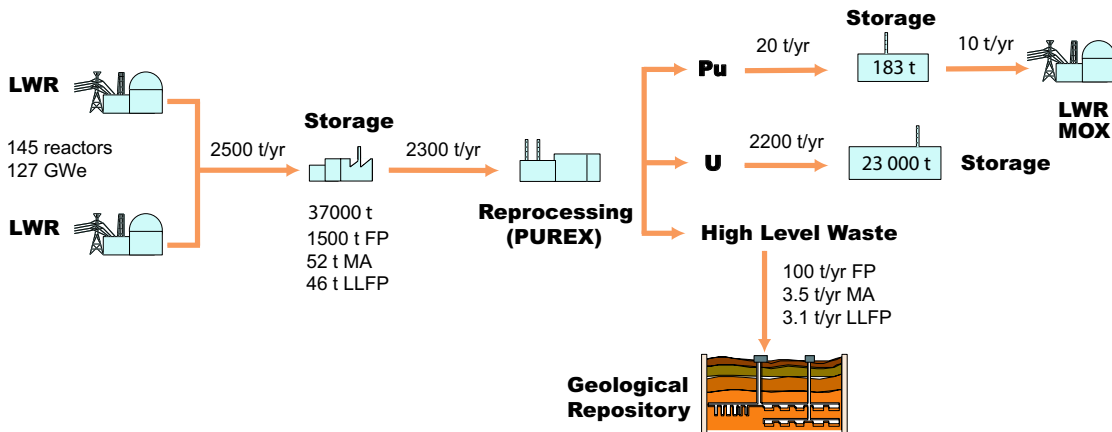 LWR
145 reactors
127 GWe
LWR
2500 t/yr
Storage
37000 t
1500 t FP
52 t MA
46 t LLFP
2300 t/yr
Reprocessing
(PUREX)
Pu
20 t/yr
Storage
183 t
10 t/yr
LWR
MOX
U
2200 t/yr
23 000 t
Storage
High Level Waste
100 t/yr FP
3.5 t/yr MA
3.1 t/yr LLFP
Geological
Repository